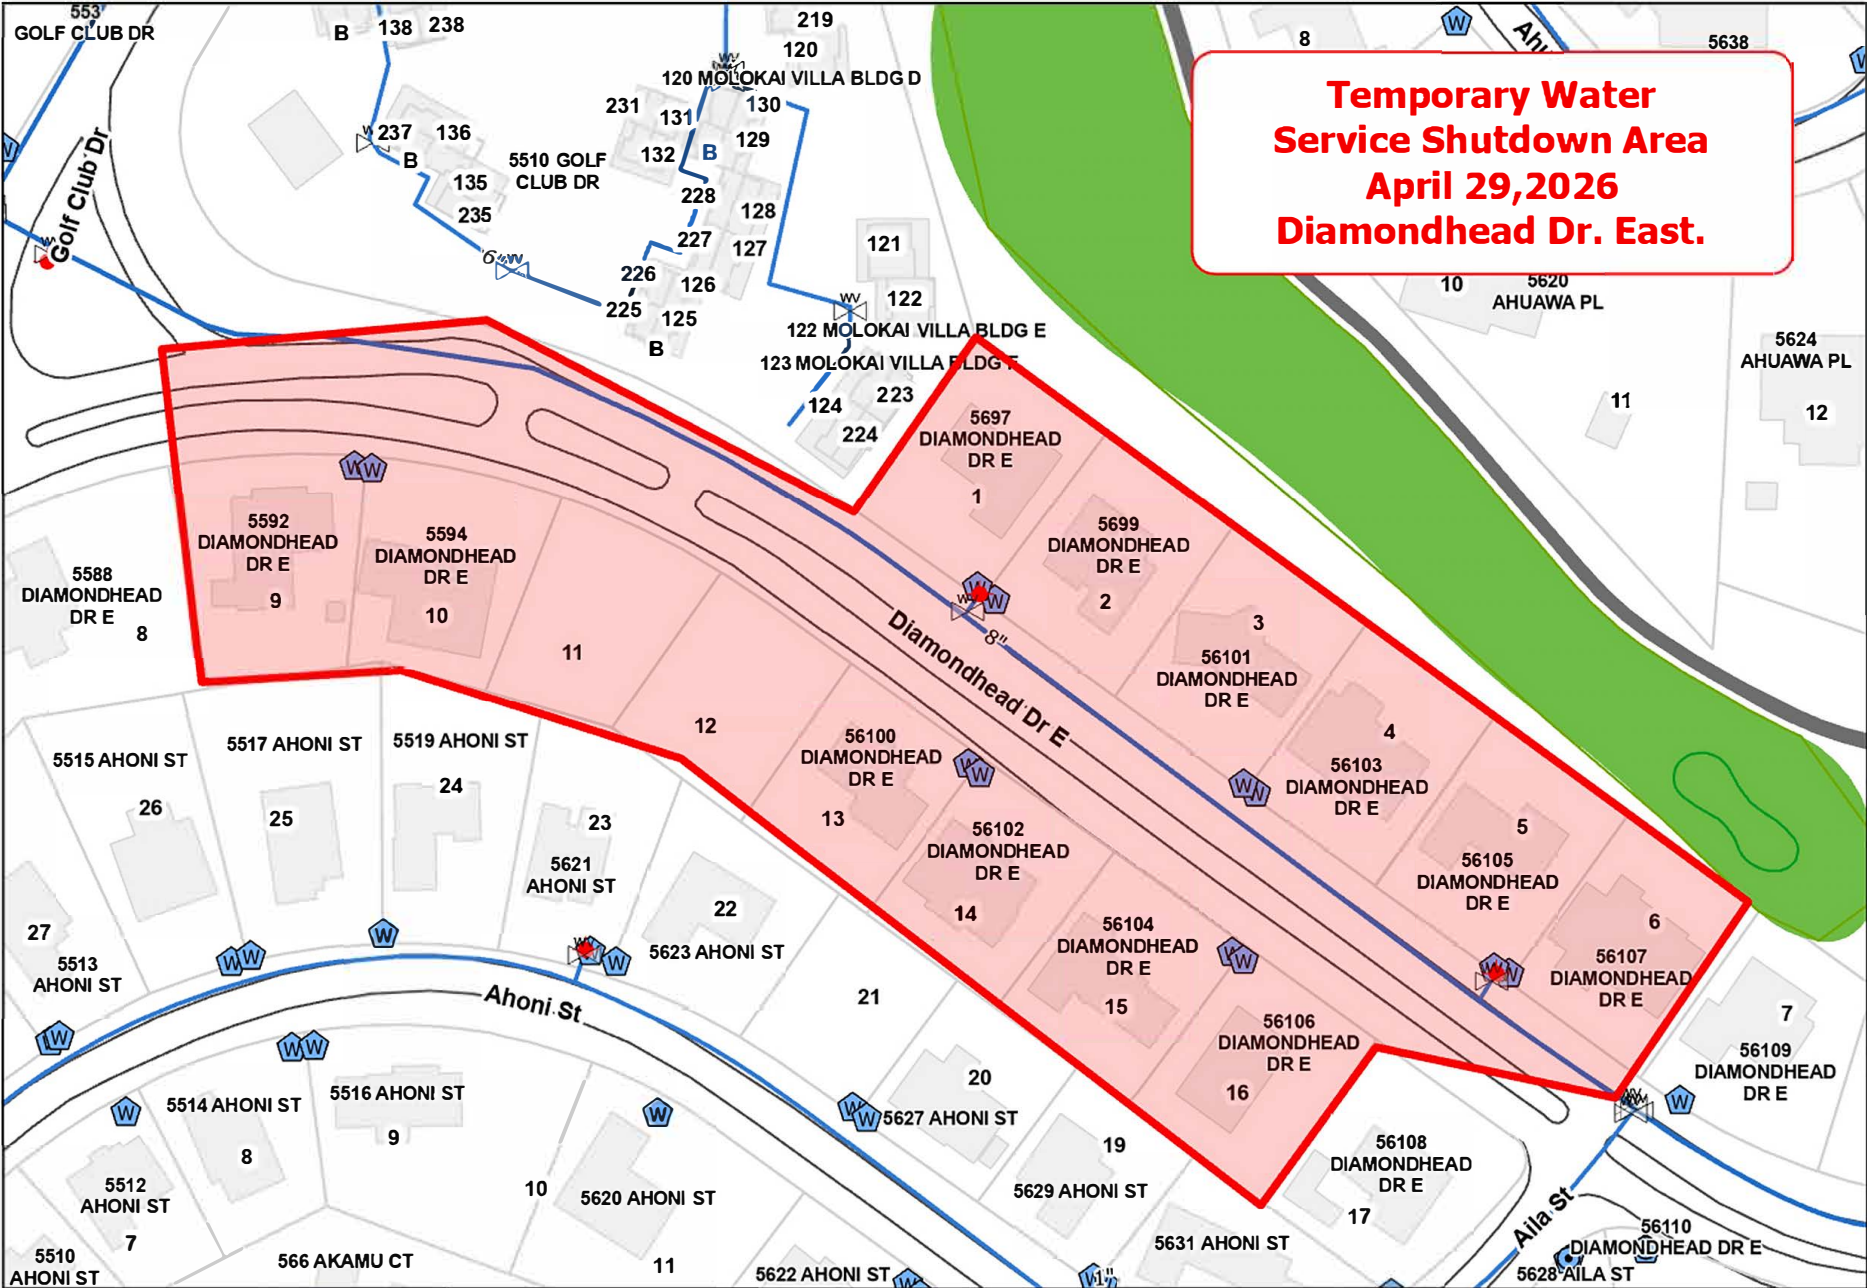 553
GOLF CLUB DR
B
138
238
219
120
8
5638
Temporary Water
Service Shutdown Area
April 29,2026
Diamondhead Dr. East.
120 MOLOKAI VILLA BLDG D
231
131
130
129
132
B
237
136
B
135
235
5510 GOLF
CLUB DR
228
128
227
127
226
126
225
125
B
Golf Club Dr
6"
121
122
122 MOLOKAI VILLA BLDG E
123 MOLOKAI VILLA BLDG F
124
223
224
10
5620
AHUAWA PL
5624
AHUAWA PL
11
12
5697
DIAMONDHEAD
DR E
1
5699
DIAMONDHEAD
DR E
2
3
56101
DIAMONDHEAD
DR E
4
56103
DIAMONDHEAD
DR E
5
56105
DIAMONDHEAD
DR E
6
56107
DIAMONDHEAD
DR E
7
56109
DIAMONDHEAD
DR E
5588
DIAMONDHEAD
DR E
8
5592
DIAMONDHEAD
DR E
9
5594
DIAMONDHEAD
DR E
10
11
12
Diamondhead Dr E
8"
56100
DIAMONDHEAD
DR E
13
56102
DIAMONDHEAD
DR E
14
56104
DIAMONDHEAD
DR E
15
56106
DIAMONDHEAD
DR E
16
56108
DIAMONDHEAD
DR E
17
5515 AHONI ST
26
5517 AHONI ST
25
5519 AHONI ST
24
23
5621
AHONI ST
22
5623 AHONI ST
27
5513
AHONI ST
21
Ahoni St
20
5627 AHONI ST
19
5629 AHONI ST
5514 AHONI ST
8
5516 AHONI ST
9
5512
AHONI ST
7
10
5620 AHONI ST
11
5510
AHONI ST
566 AKAMU CT
5622 AHONI ST
1"
5631 AHONI ST
Aila St
56110
DIAMONDHEAD DR E
5628 AILA ST